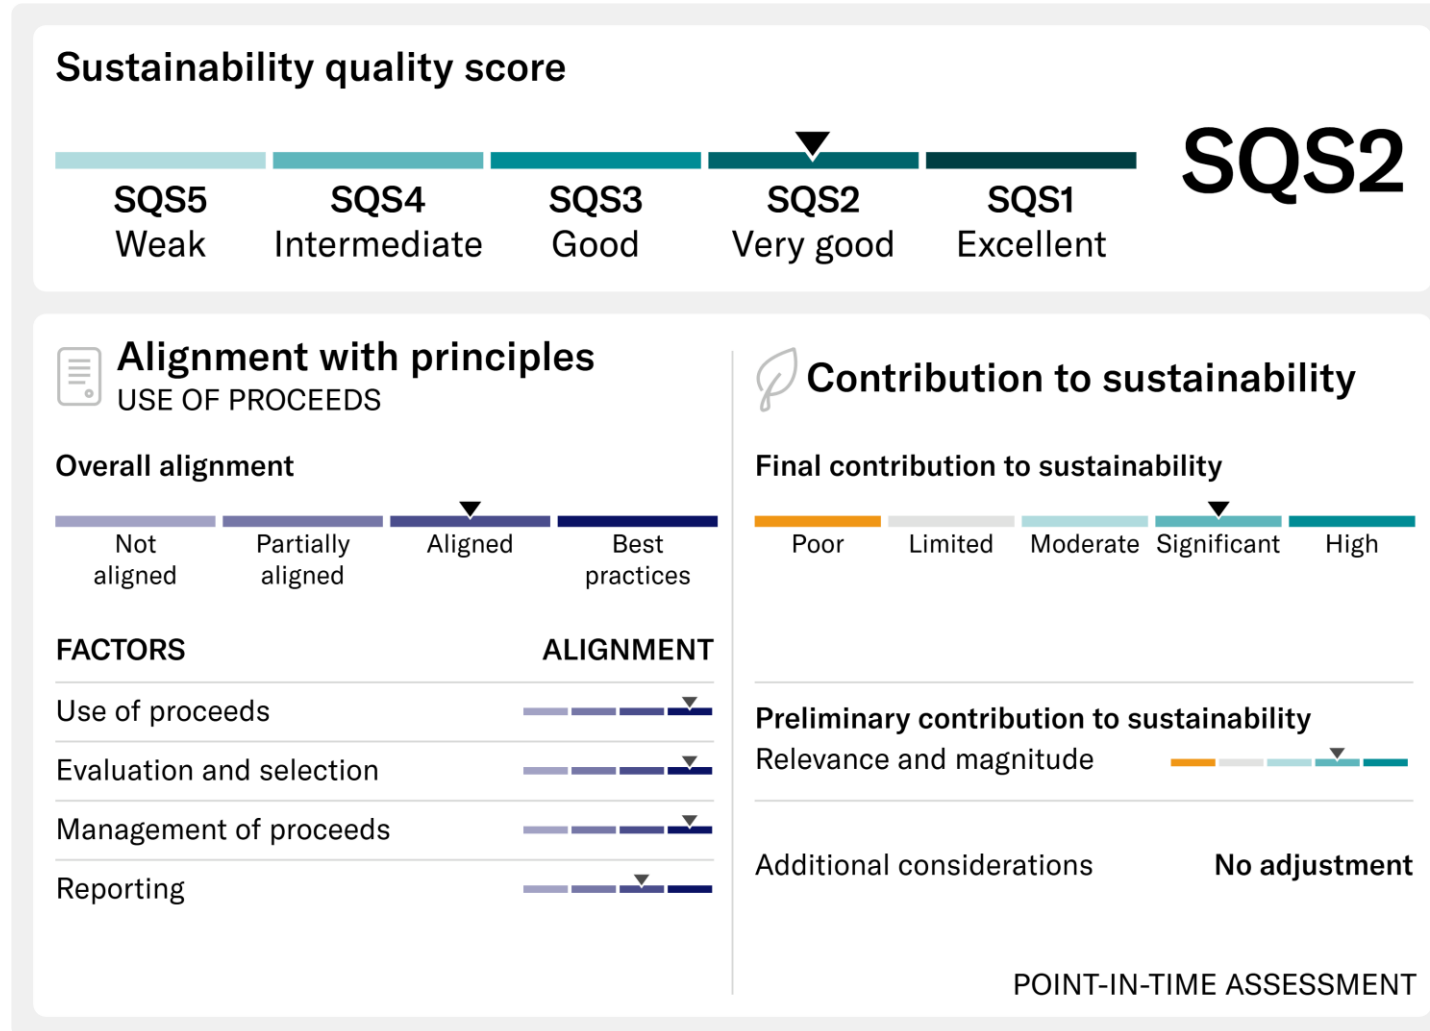 Sustainability quality score
SQS2
SQS5
SQS4
SQS3
SQS2
SQS1
Weak
Intermediate
Good
Very good
Excellent
Alignment with principles
USE OF PROCEEDS
Overall alignment
Not
aligned
Partially
aligned
Aligned
Best
practices
FACTORS
ALIGNMENT
Use of proceeds
Evaluation and selection
Management of proceeds
Reporting
Contribution to sustainability
Final contribution to sustainability
Poor
Limited
Moderate
Significant
High
Preliminary contribution to sustainability
Relevance and magnitude
Additional considerations
No adjustment
POINT-IN-TIME ASSESSMENT